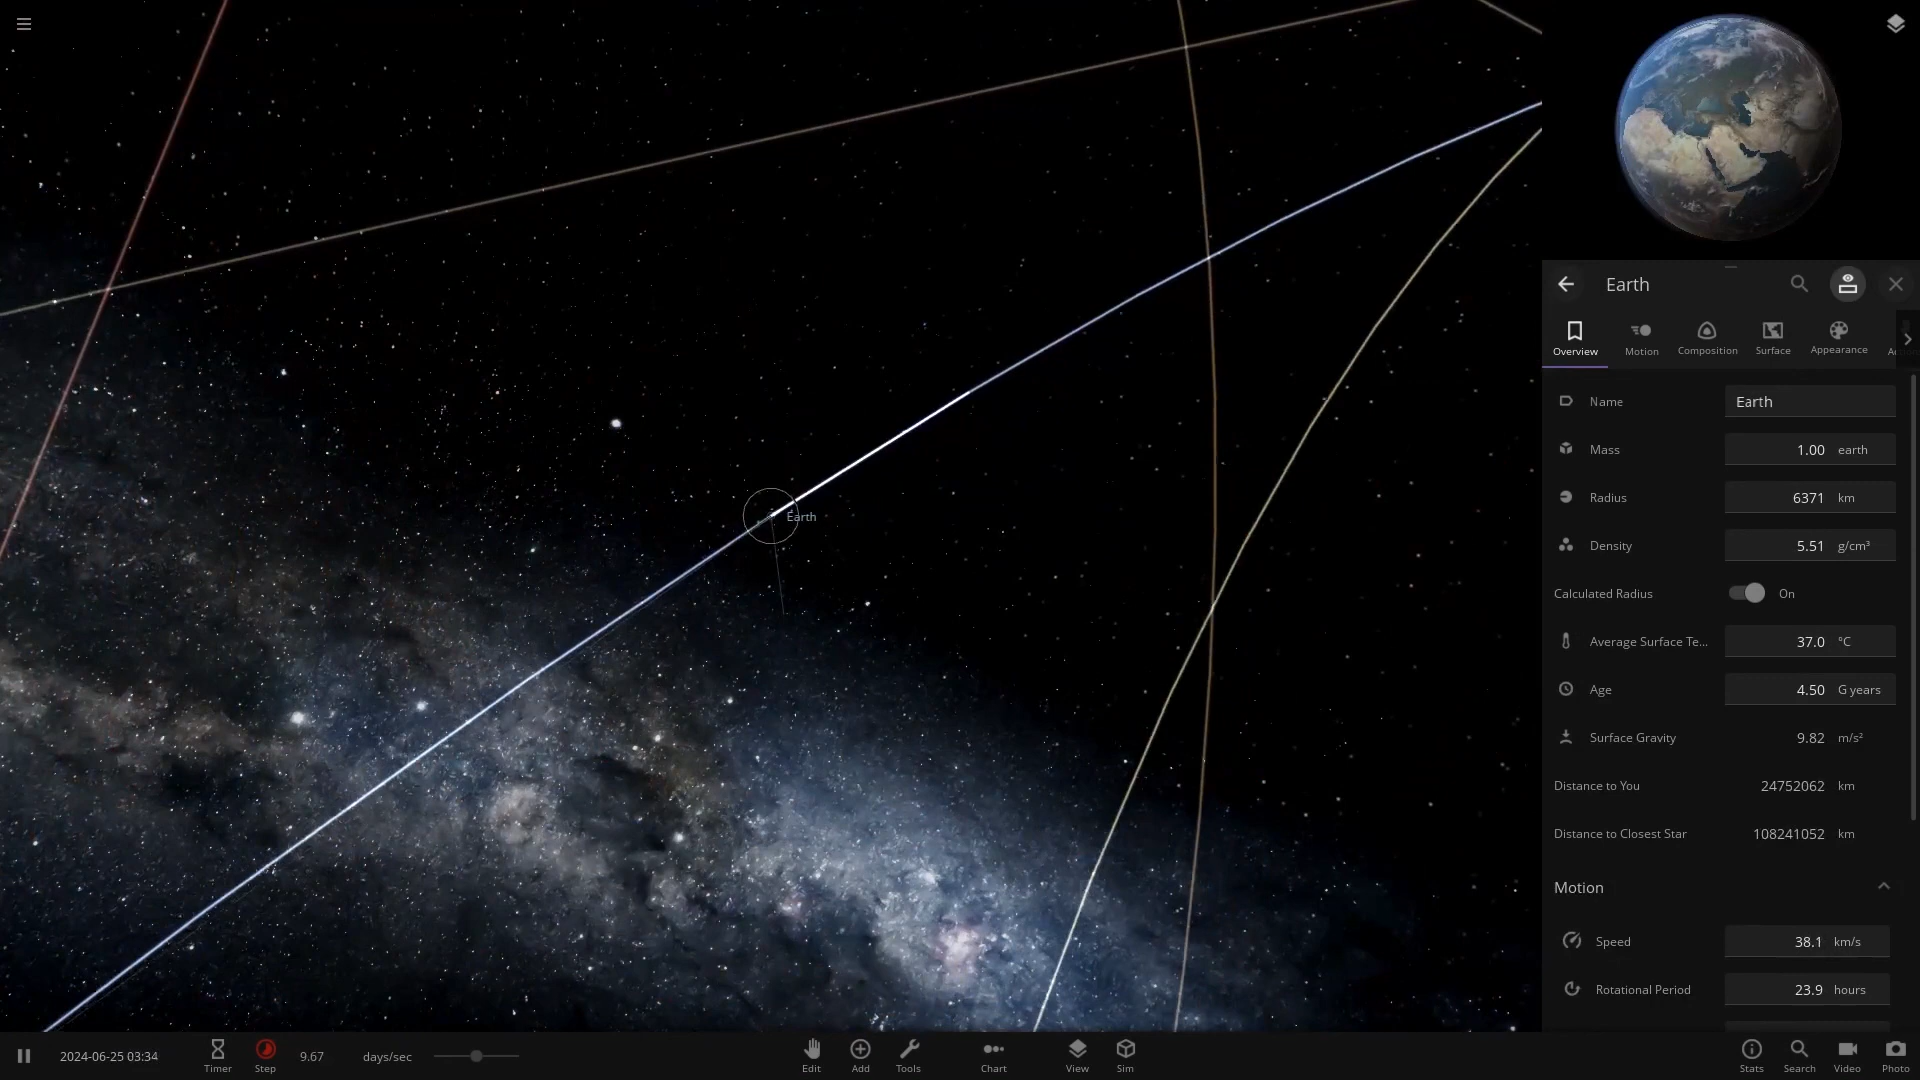 Earth
Overview
Motion
Composition
Surface
Appearance
Name
Earth
Mass
1.00 earth
Radius
6371 km
Density
5.51 g/cm³
Calculated Radius
On
Average Surface Te...
37.0 °C
Age
4.50 G years
Surface Gravity
9.82 m/s²
Distance to You
24752062 km
Distance to Closest Star
108241052 km
Motion
Speed
38.1 km/s
Rotational Period
23.9 hours
Earth
2024-06-25 03:34
Timer
Step
9.67 days/sec
Edit
Add
Tools
Chart
View
Sim
Stats
Search
Video
Photo